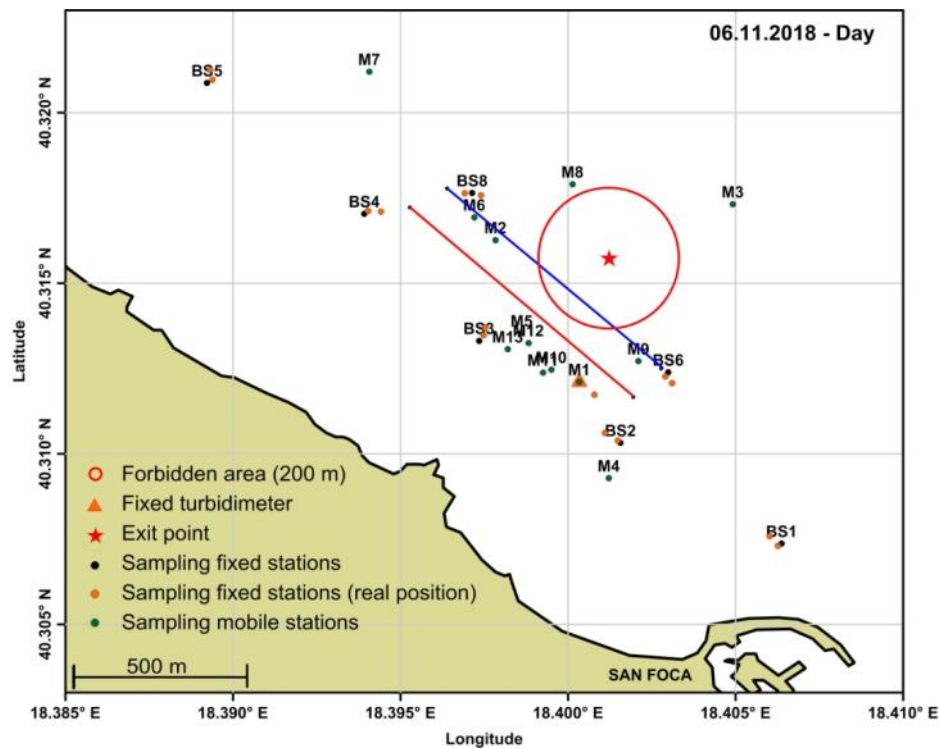 06.11.2018 - Day
M7
BS5
40.320° N
M8
BS8
M3
BS4
M6
M2
40.315° N
M5
BS3
M12
M13
M9
BS6
M10
M11
M1
BS2
40.310° N
M4
BS1
40.305° N
Latitude
Forbidden area (200 m)
Fixed turbidimeter
Exit point
Sampling fixed stations
Sampling fixed stations (real position)
Sampling mobile stations
500 m
SAN FOCA
18.385° E 18.390° E 18.395° E 18.400° E 18.405° E 18.410° E
Longitude